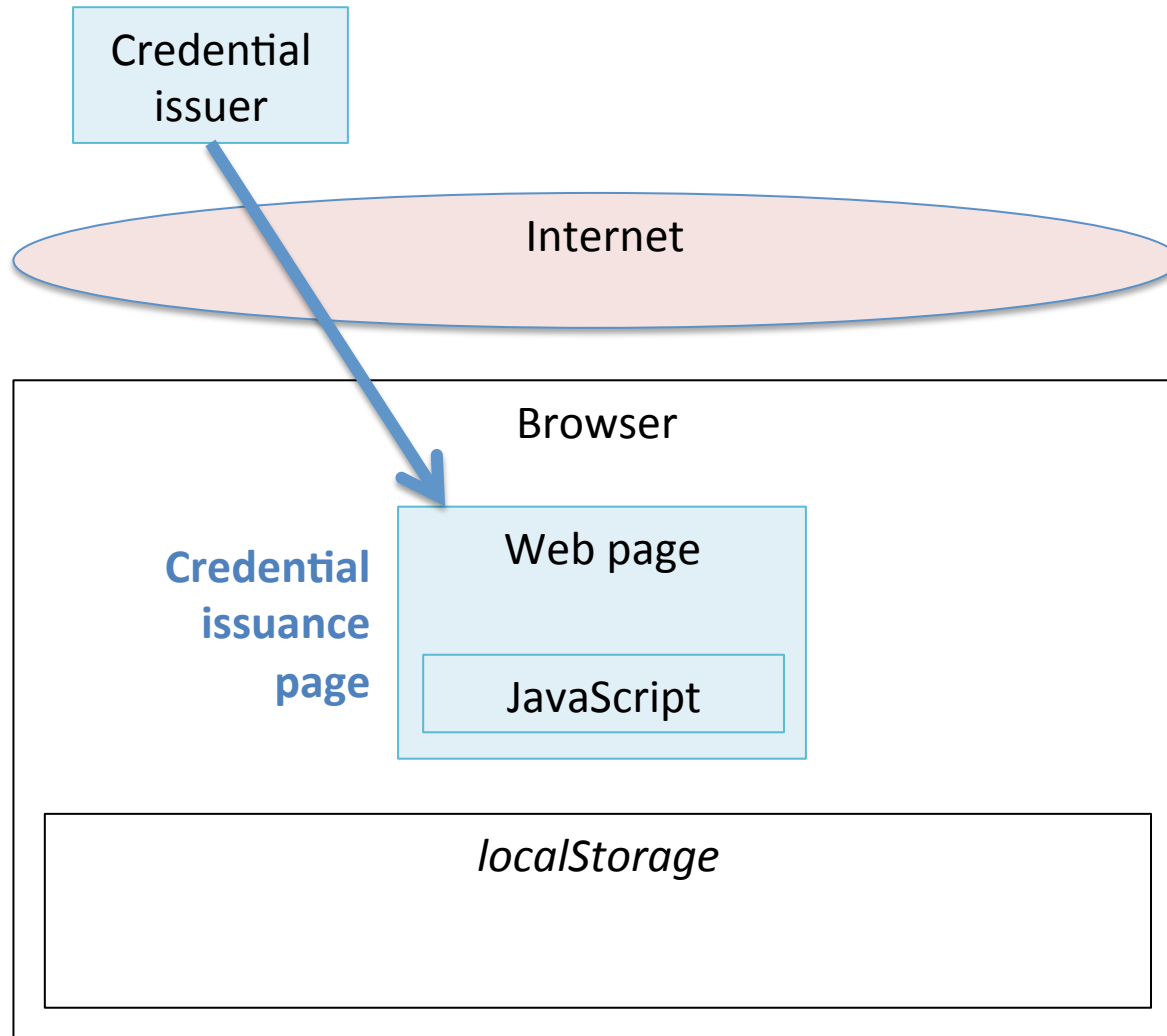 Credential
issuer
Internet
Browser
Web page
Credential
issuance
page
JavaScript
localStorage